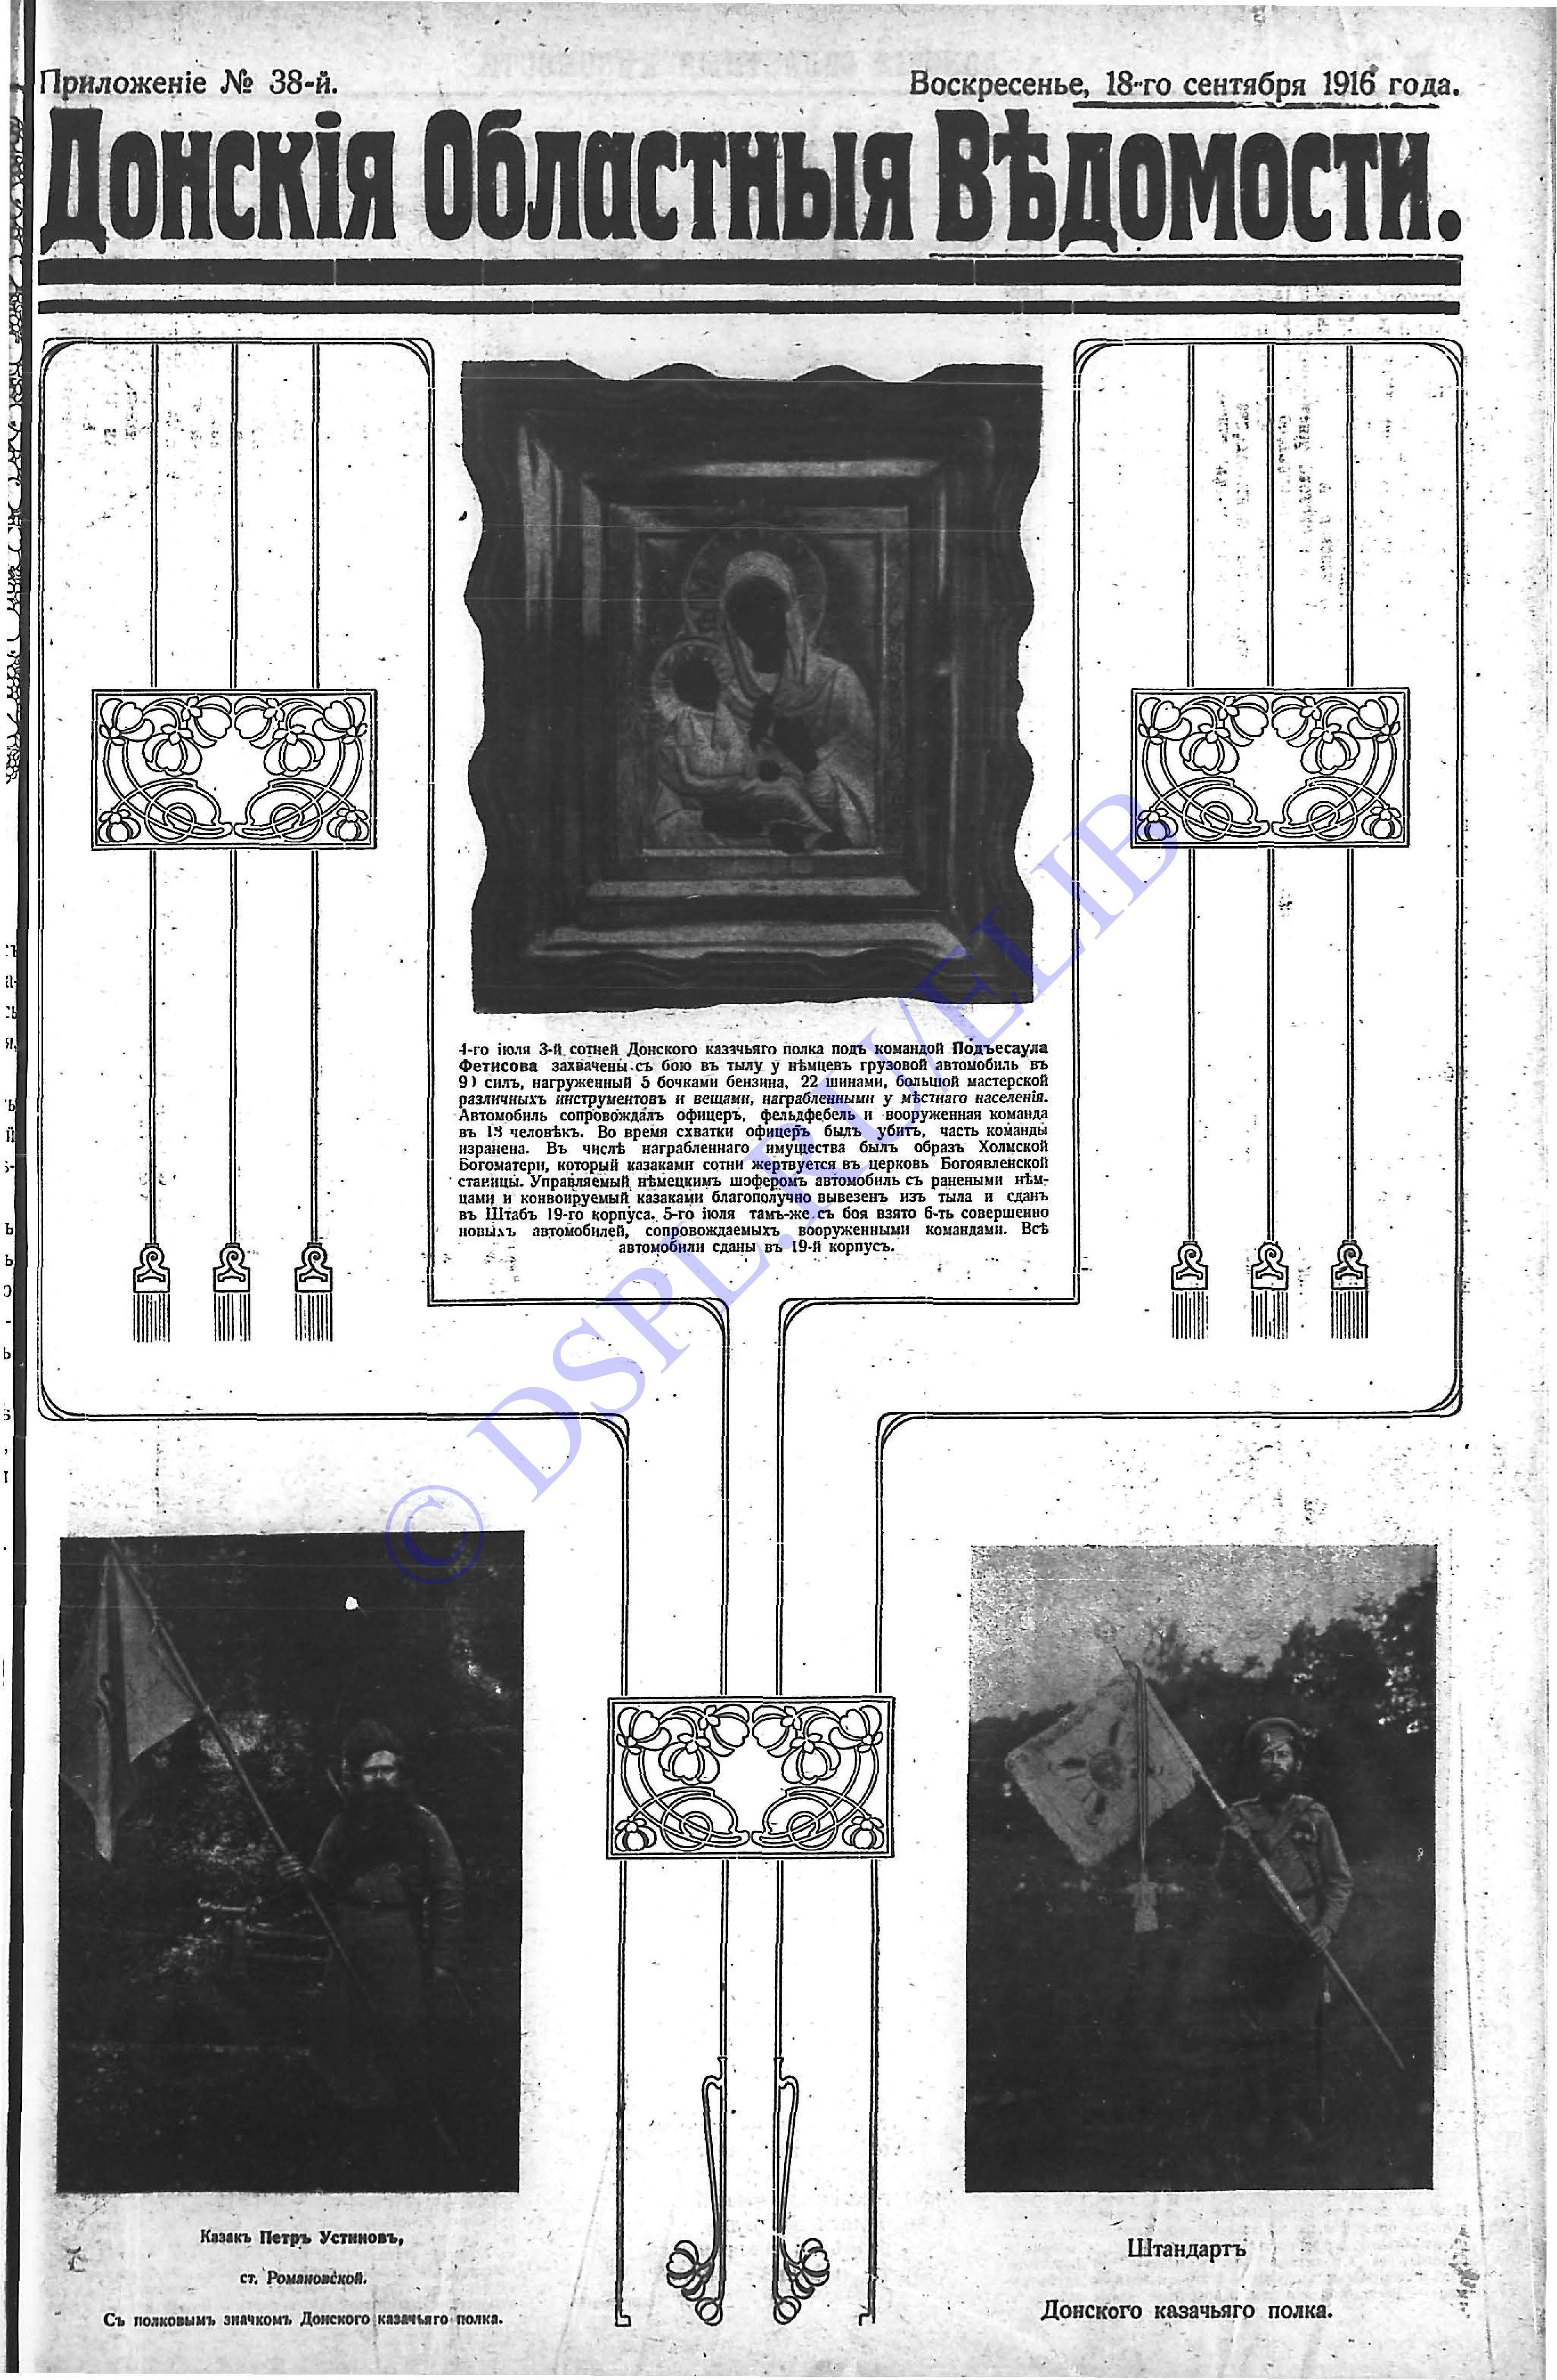 Приложеніе № 38-й.
Воскресенье, 18-го сентября 1916 года.
Донскія Областныя Вѣдомости.
4-го іюля 3-й сотней Донского казачьяго полка подъ командой Подъесаула
Фетисова захвачены съ бою въ тылу у нѣмцевъ грузовой автомобиль въ
силъ, нагруженный 5 бочками бензина, 22 шинами, большой мастерской
различныхъ инструментовъ и вещами, награбленными у мѣстнаго населенія.
Автомобиль сопровождалъ офицеръ, фельдфебель и вооруженная команда
въ 13 человѣкъ. Во время схватки офицеръ былъ убитъ, часть команды
изранена. Въ числѣ награбленнаго имущества былъ образъ Холмской
Богоматери, который казаками сотни жертвуется въ церковь Богоявленской
станицы. Управляемый нѣмецкимъ шоферомъ автомобиль съ ранеными нѣм-
цами и конвоируемый казаками благополучно вывезенъ изъ тыла и сданъ
въ Штабъ 19-го корпуса. 5-го іюля тамъ-же съ боя взято 6-ть совершенно
новыхъ автомобилей, сопровождаемыхъ вооруженными командами. Всѣ
автомобили сданы въ 19-й корпусъ.
Казакъ Петръ Устиновъ,
ст. Романовской.
Съ полковымъ значкомъ Донского казачьяго полка.
Штандартъ
Донского казачьяго полка.
© DSPL.RU/ELIB